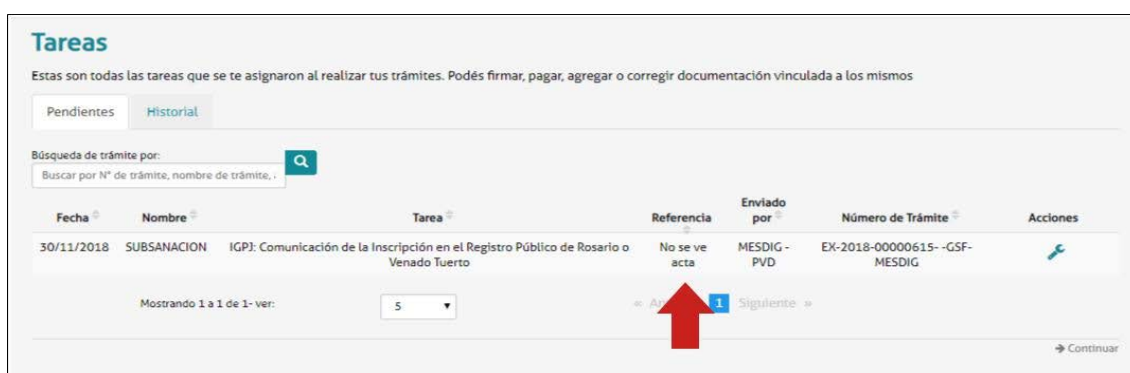 Tareas
Estas son todas las tareas que se te asignaron al realizar tus trámites. Podés firmar, pagar, agregar o corregir documentación vinculada a los mismos
Pendientes Historial
Búsqueda de trámite por:
Buscar por N° de trámite, nombre de trámite,
Fecha Nombre Tarea Referencia Enviado por Número de Trámite Acciones
30/11/2018 SUBSANACION IGPJ: Comunicación de la Inscripción en el Registro Público de Rosario o No se ve MESDIG - EX-2018-00000615- -GSF-
Venado Tuerto acta PVD MESDIG
Mostrando 1 a 1 de 1- ver: 5 « 1 Siguiente »
Continuar